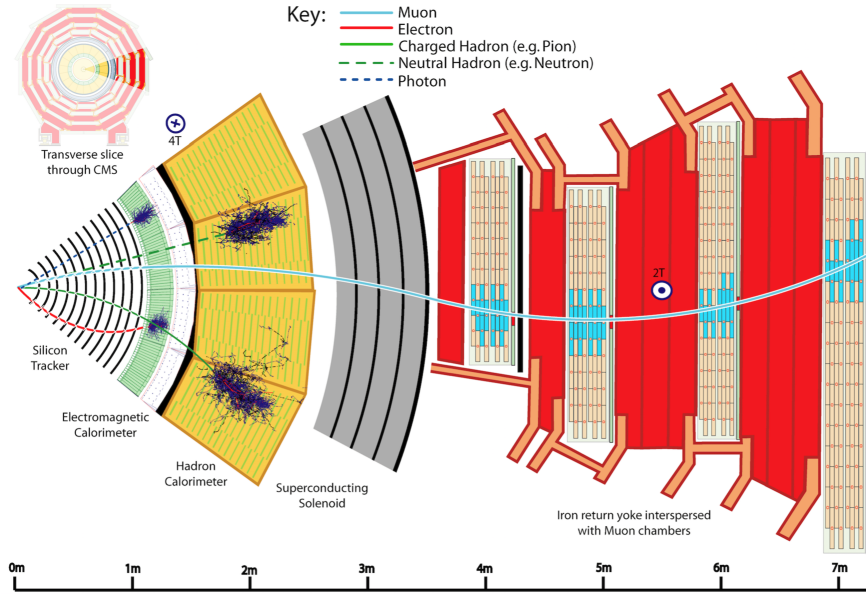 Key:
Muon
Electron
Charged Hadron (e.g. Pion)
Neutral Hadron (e.g. Neutron)
Photon
4T
Transverse slice
through CMS
2T
Silicon
Tracker
Electromagnetic
Calorimeter
Hadron
Calorimeter
Superconducting
Solenoid
Iron return yoke interspersed
with Muon chambers
0m 1m 2m 3m 4m 5m 6m 7m